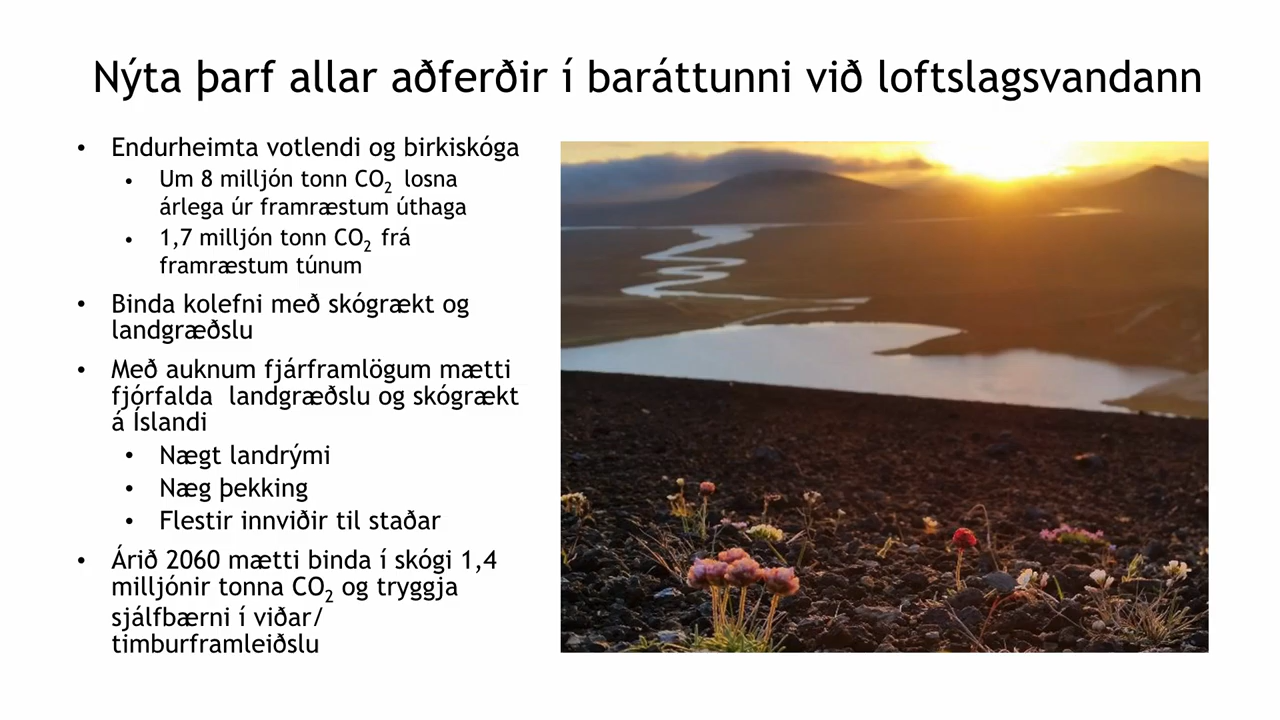 Nýta þarf allar aðferðir í baráttunni við loftslagsvandann
• Endurheimta votlendi og birkiskóga
• Um 8 milljón tonn CO₂ losna
árlega úr framræstum úthaga
• 1,7 milljón tonn CO₂ frá
framræstum túnum
• Binda kolefni með skógrækt og
landgræðslu
• Með auknum fjárframlögum mætti
fjórfalda landgræðslu og skógrækt
á Íslandi
• Nægt landrými
• Næg þekking
• Flestir innviðir til staðar
• Árið 2060 mætti binda í skógi 1,4
milljónir tonna CO₂ og tryggja
sjálfbærni í viðar/
timburframleiðslu